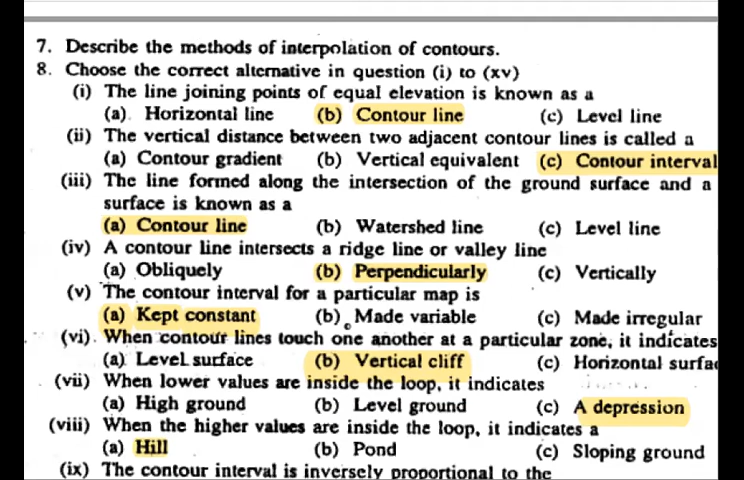 7. Describe the methods of interpolation of contours.
8. Choose the correct alternative in question (i) to (xv)
(i) The line joining points of equal elevation is known as a
(a) Horizontal line (b) Contour line (c) Level line
(ii) The vertical distance between two adjacent contour lines is called a
(a) Contour gradient (b) Vertical equivalent (c) Contour interval
(iii) The line formed along the intersection of the ground surface and a
surface is known as a
(a) Contour line (b) Watershed line (c) Level line
(iv) A contour line intersects a ridge line or valley line
(a) Obliquely (b) Perpendicularly (c) Vertically
(v) The contour interval for a particular map is
(a) Kept constant (b) Made variable (c) Made irregular
(vi) When contour lines touch one another at a particular zone, it indicates
(a) Level surface (b) Vertical cliff (c) Horizontal surfa
(vii) When lower values are inside the loop, it indicates
(a) High ground (b) Level ground (c) A depression
(viii) When the higher values are inside the loop, it indicates a
(a) Hill (b) Pond (c) Sloping ground
(ix) The contour interval is inversely proportional to the